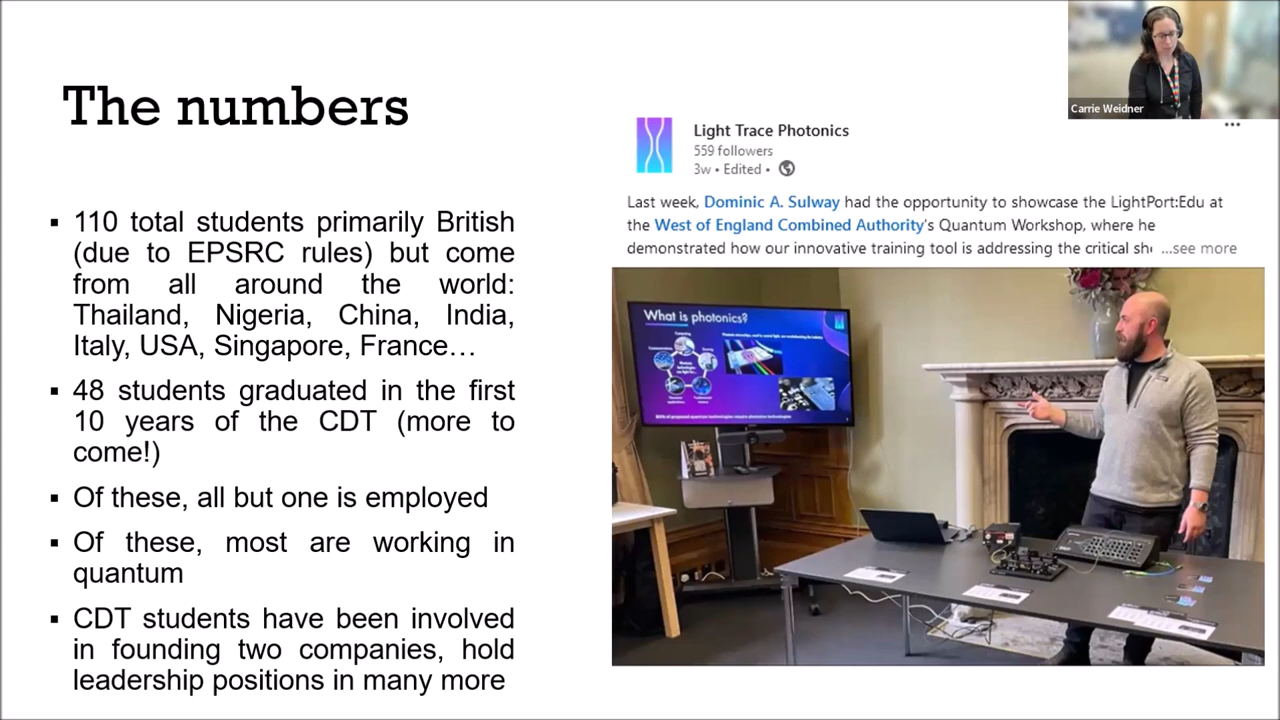 The numbers
▪ 110 total students primarily British
(due to EPSRC rules) but come
from all around the world:
Thailand, Nigeria, China, India,
Italy, USA, Singapore, France…
▪ 48 students graduated in the first
10 years of the CDT (more to
come!)
▪ Of these, all but one is employed
▪ Of these, most are working in
quantum
▪ CDT students have been involved
in founding two companies, hold
leadership positions in many more
Carrie Weidner
Light Trace Photonics
559 followers
3w • Edited •
Last week, Dominic A. Sulway had the opportunity to showcase the LightPort:Edu at
the West of England Combined Authority's Quantum Workshop, where he
demonstrated how our innovative training tool is addressing the critical sh ...see more
What is photonics?